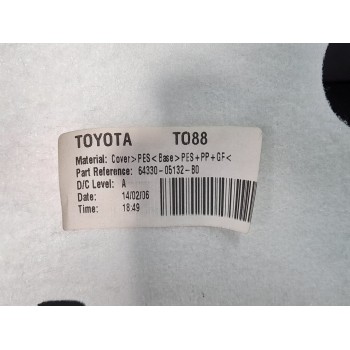 TOYOTA TO88
Material: Cover>PES<Base>PES+PP+GF<
Part Reference: 64330-05132-B0
D/C Level: A
Date: 14/02/06
Time: 18:49